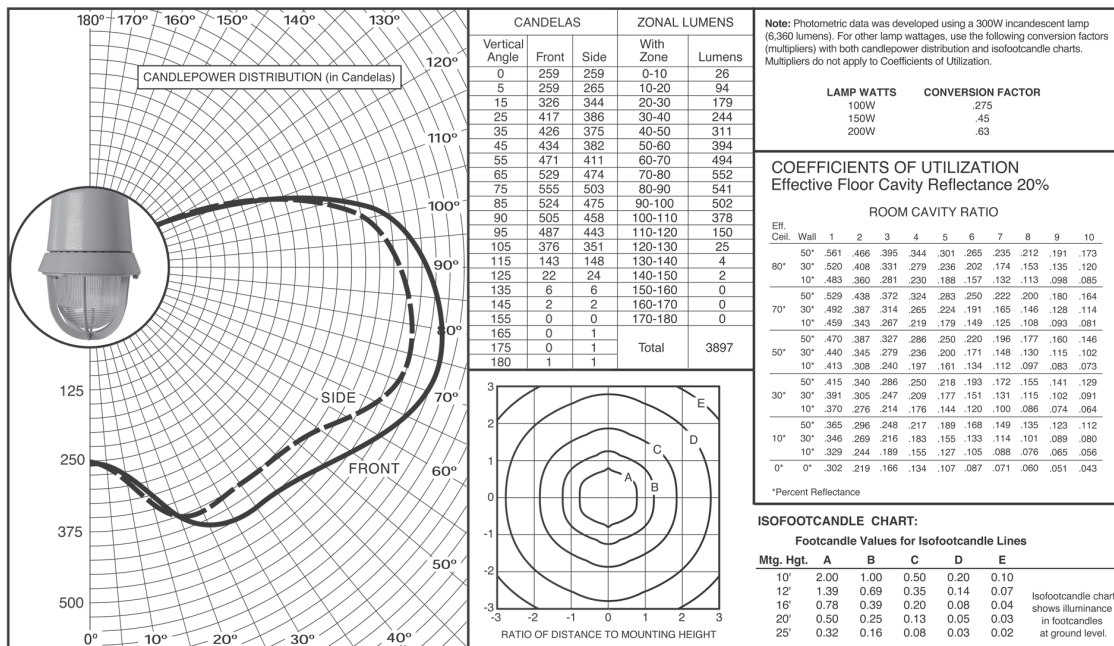 180° 170° 160° 150° 140° 130°
120°
CANDLEPOWER DISTRIBUTION (in Candelas)
110°
100°
90°
80°
125
SIDE
70°
250
FRONT
60°
375
50°
500
0° 10° 20° 30° 40°
CANDELAS ZONAL LUMENS
Vertical Angle Front Side With Zone Lumens
0 259 259 0-10 26
5 259 265 10-20 94
15 326 344 20-30 179
25 417 386 30-40 244
35 426 375 40-50 311
45 434 382 50-60 394
55 471 411 60-70 494
65 529 474 70-80 552
75 555 503 80-90 541
85 524 475 90-100 502
90 505 458 100-110 378
95 487 443 110-120 150
105 376 351 120-130 25
115 143 148 130-140 4
125 22 24 140-150 2
135 6 6 150-160 0
145 2 2 160-170 0
155 0 0 170-180 0
165 0 1
175 0 1 Total 3897
180 1 1
3
E
2
D
C
1
A
B
0
-1
-2
-3
-3 -2 -1 0 1 2 3
RATIO OF DISTANCE TO MOUNTING HEIGHT
Note: Photometric data was developed using a 300W incandescent lamp
(6,360 lumens). For other lamp wattages, use the following conversion factors
(multipliers) with both candlepower distribution and isofootcandle charts.
Multipliers do not apply to Coefficients of Utilization.
LAMP WATTS CONVERSION FACTOR
100W .275
150W .45
200W .63
COEFFICIENTS OF UTILIZATION
Effective Floor Cavity Reflectance 20%
ROOM CAVITY RATIO
Eff.
Ceil. Wall 1 2 3 4 5 6 7 8 9 10
50* .561 .466 .395 .344 .301 .265 .235 .212 .191 .173
80* 30* .520 .408 .331 .279 .236 .202 .174 .153 .135 .120
10* .483 .360 .281 .230 .188 .157 .132 .113 .098 .085
50* .529 .438 .372 .324 .283 .250 .222 .200 .180 .164
70* 30* .492 .387 .314 .265 .224 .191 .165 .146 .128 .114
10* .459 .343 .267 .219 .179 .149 .125 .108 .093 .081
50* .470 .387 .327 .286 .250 .220 .196 .177 .160 .146
50* 30* .440 .345 .279 .236 .200 .171 .148 .130 .115 .102
10* .413 .308 .240 .197 .161 .134 .112 .097 .083 .073
50* .415 .340 .286 .250 .218 .193 .172 .155 .141 .129
30* 30* .391 .305 .247 .209 .177 .151 .131 .115 .102 .091
10* .370 .276 .214 .176 .144 .120 .100 .086 .074 .064
50* .365 .296 .248 .217 .189 .168 .149 .135 .123 .112
10* 30* .346 .269 .216 .183 .155 .133 .114 .101 .089 .080
10* .329 .244 .189 .155 .127 .105 .088 .076 .065 .056
0* 0* .302 .219 .166 .134 .107 .087 .071 .060 .051 .043
*Percent Reflectance
ISOFOOTCANDLE CHART:
Footcandle Values for Isofootcandle Lines
Mtg. Hgt. A B C D E
10' 2.00 1.00 0.50 0.20 0.10
12' 1.39 0.69 0.35 0.14 0.07
16' 0.78 0.39 0.20 0.08 0.04
20' 0.50 0.25 0.13 0.05 0.03
25' 0.32 0.16 0.08 0.03 0.02
Isofootcandle chart
shows illuminance
in footcandles
at ground level.